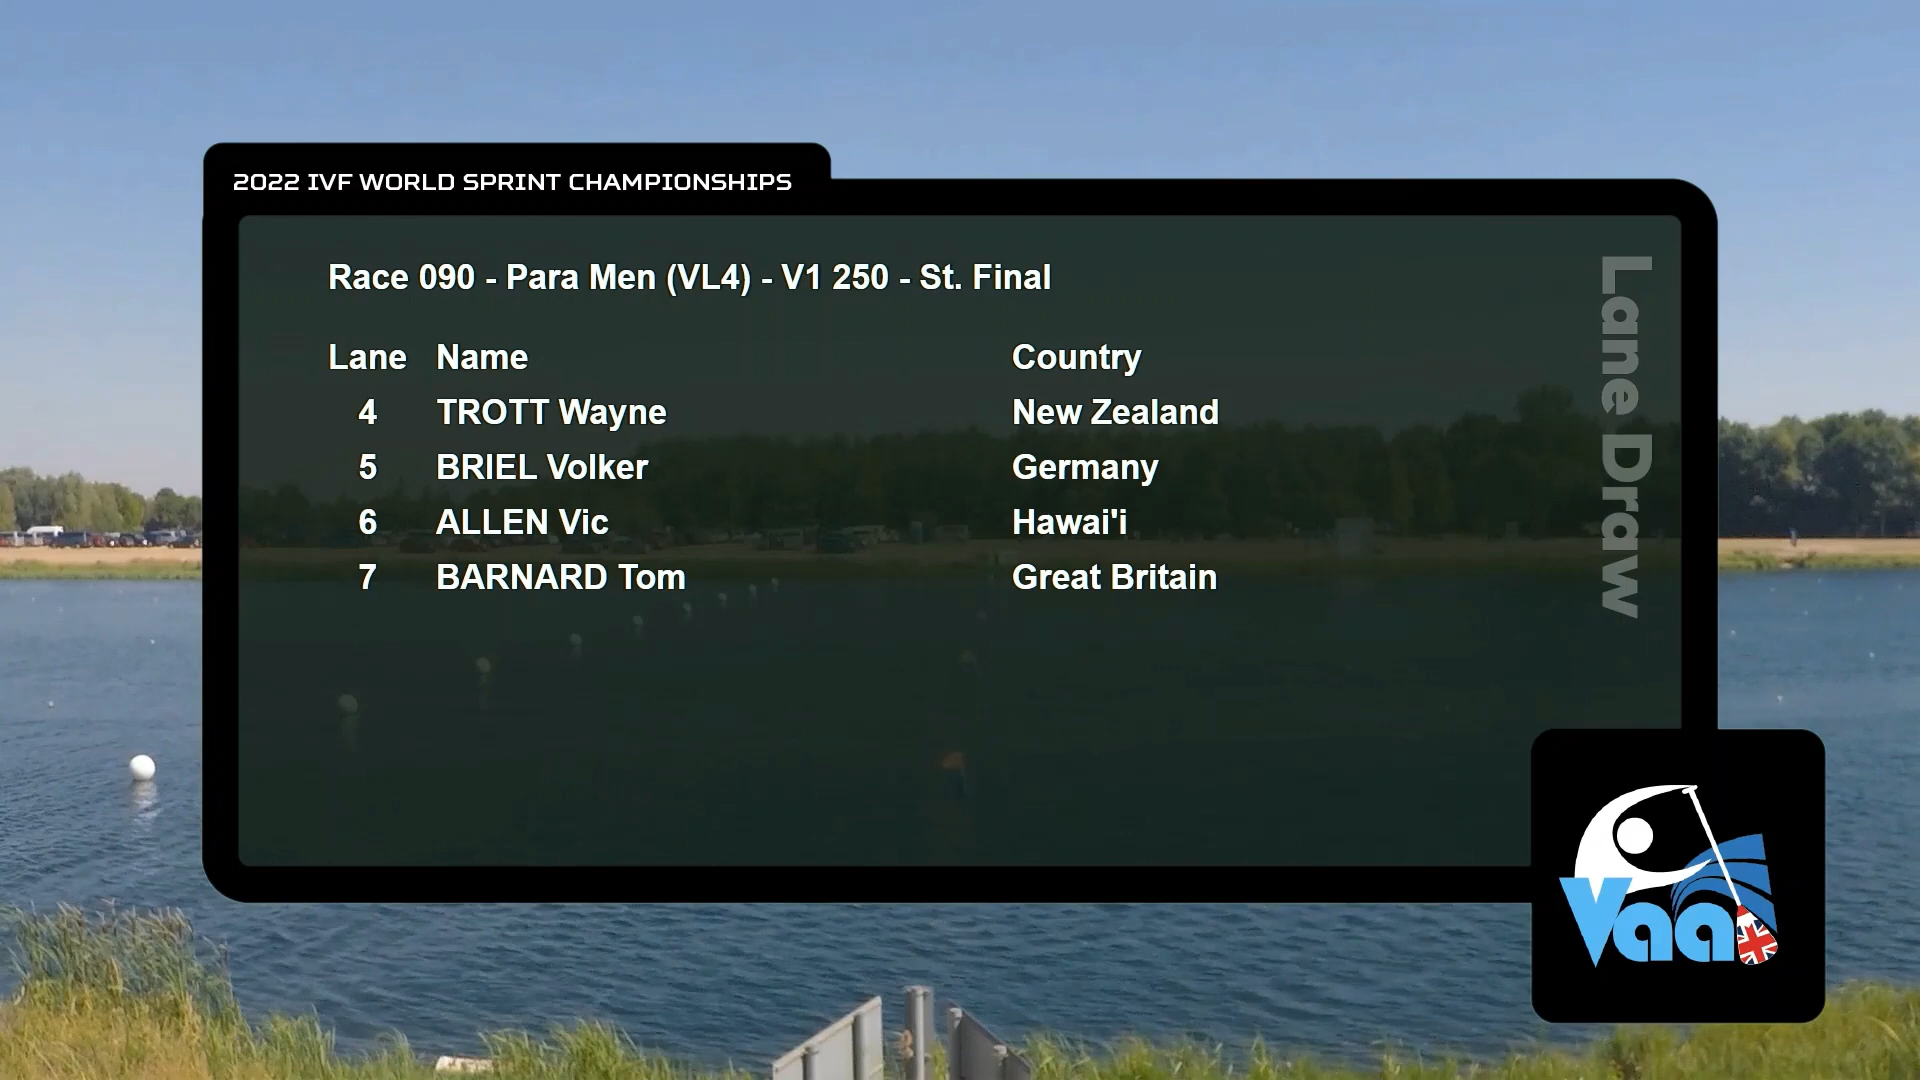 2022 IVF WORLD SPRINT CHAMPIONSHIPS
Race 090 - Para Men (VL4) - V1 250 - St. Final
Lane Name Country
4 TROTT Wayne New Zealand
5 BRIEL Volker Germany
6 ALLEN Vic Hawai'i
7 BARNARD Tom Great Britain
Lane Draw
Vaa